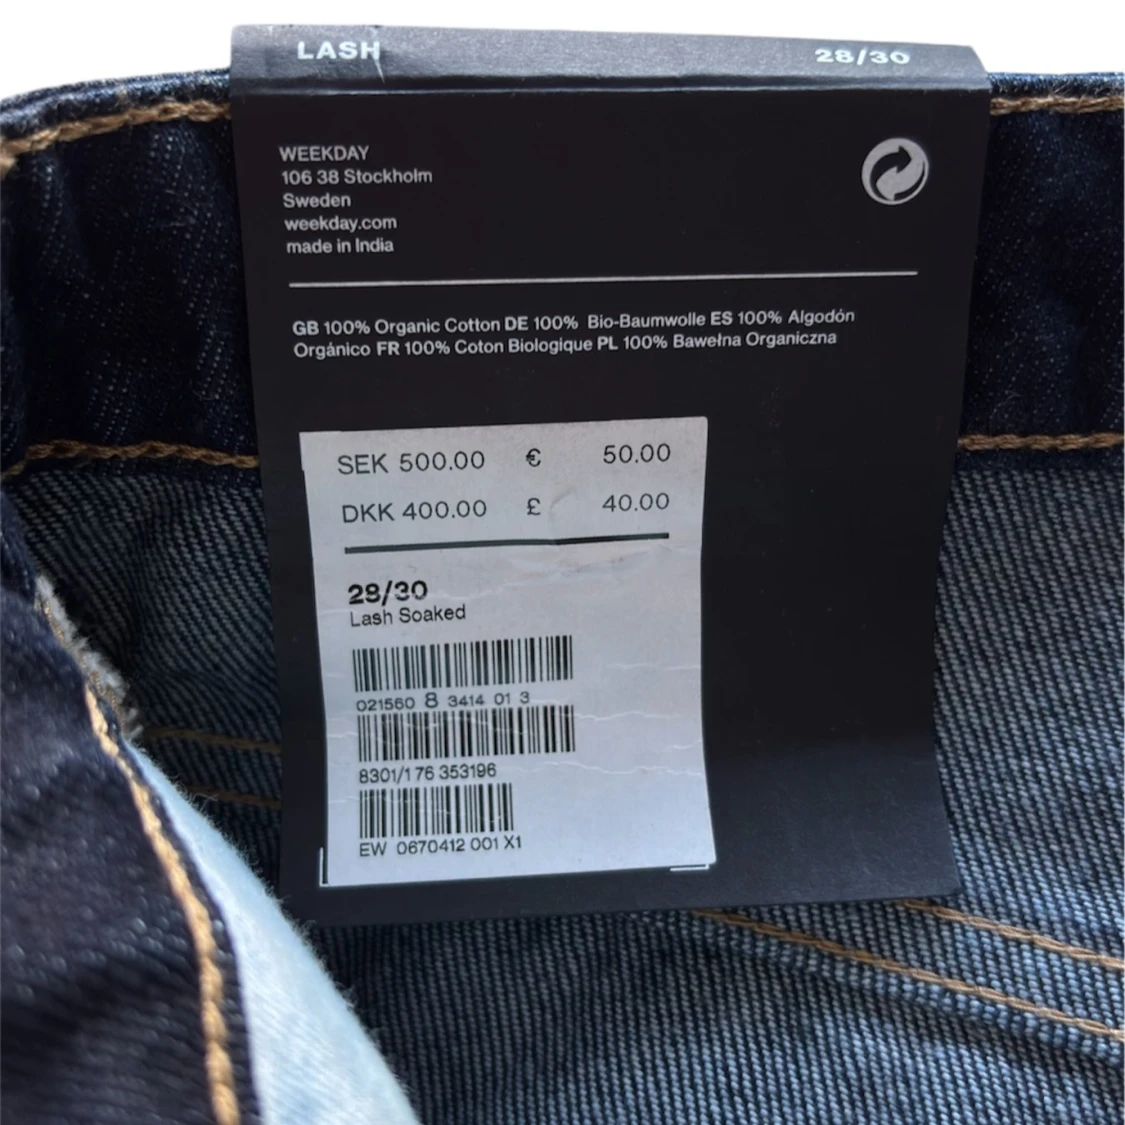 LASH 28/30
WEEKDAY
106 38 Stockholm
Sweden
weekday.com
made in India
GB 100% Organic Cotton DE 100% Bio-Baumwolle ES 100% Algodón
Orgánico FR 100% Coton Biologique PL 100% Bawełna Organiczna
SEK 500.00 € 50.00
DKK 400.00 £ 40.00
28/30
Lash Soaked
021560 8 3414 01 3
8301/176 353196
EW 0670412 001 X1